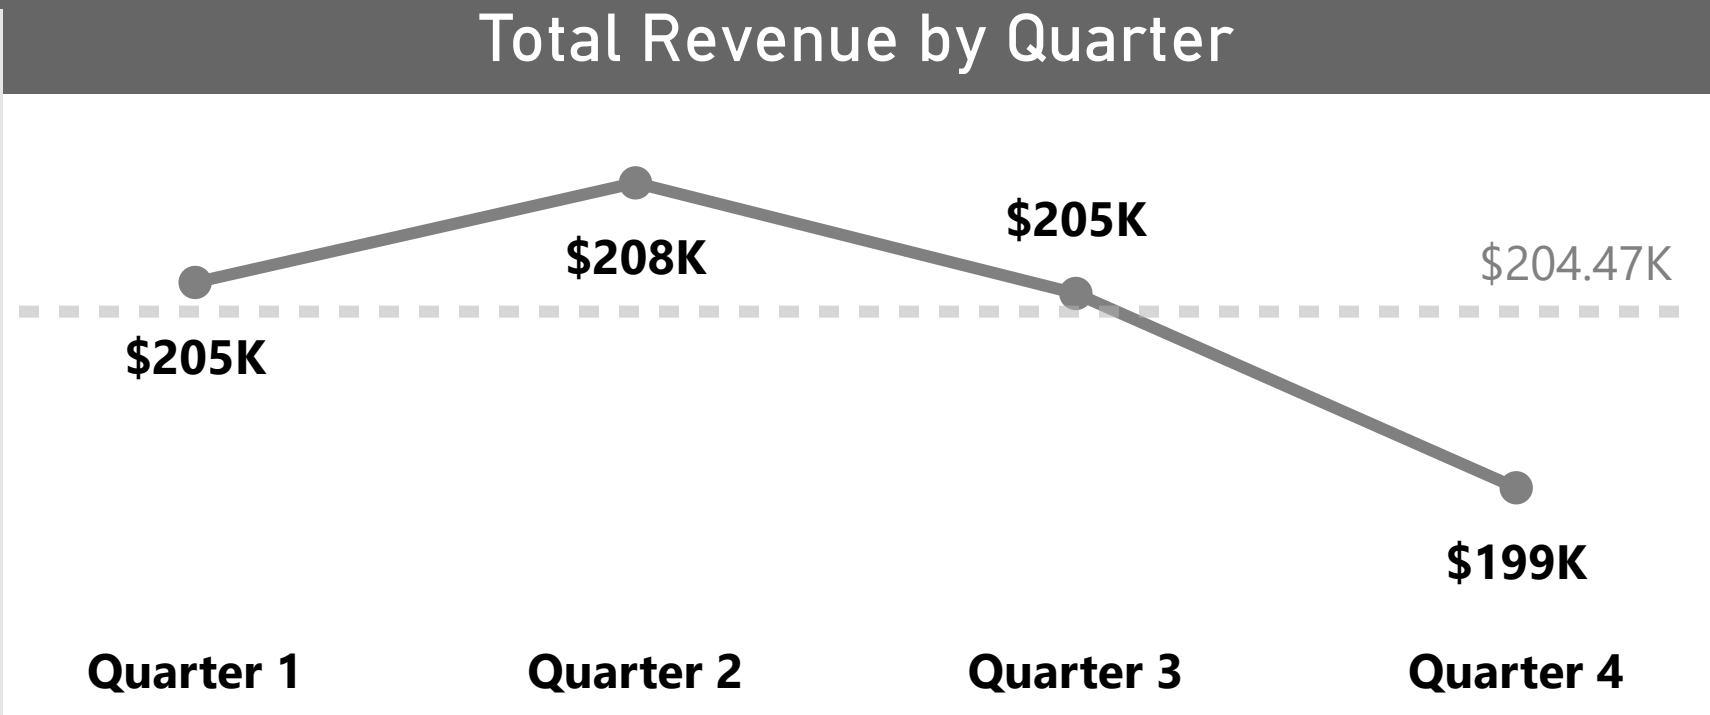 Total Revenue by Quarter
$205K
$208K
$205K
$204.47K
$199K
Quarter 1
Quarter 2
Quarter 3
Quarter 4